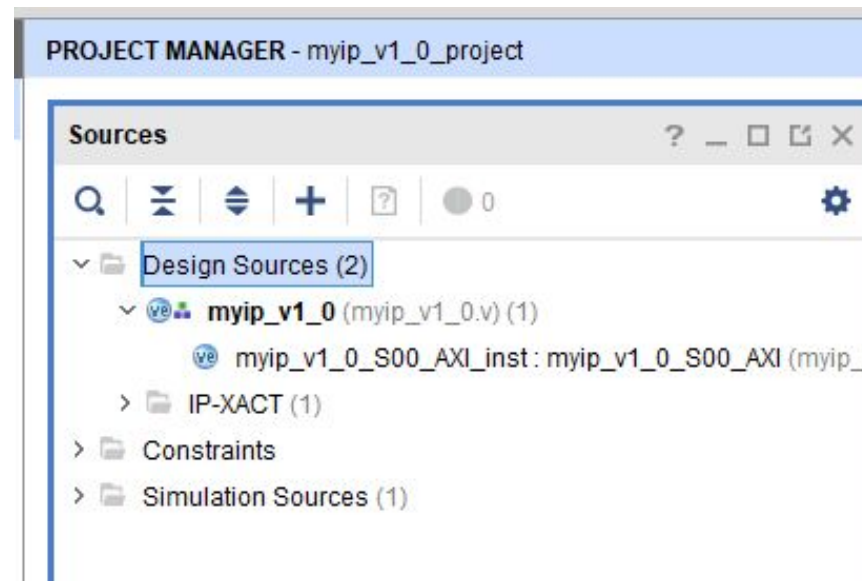 PROJECT MANAGER - myip_v1_0_project
Sources
? 
0
Design Sources (2)
myip_v1_0 (myip_v1_0.v) (1)
myip_v1_0_S00_AXI_inst : myip_v1_0_S00_AXI (myip_
IP-XACT (1)
Constraints
Simulation Sources (1)